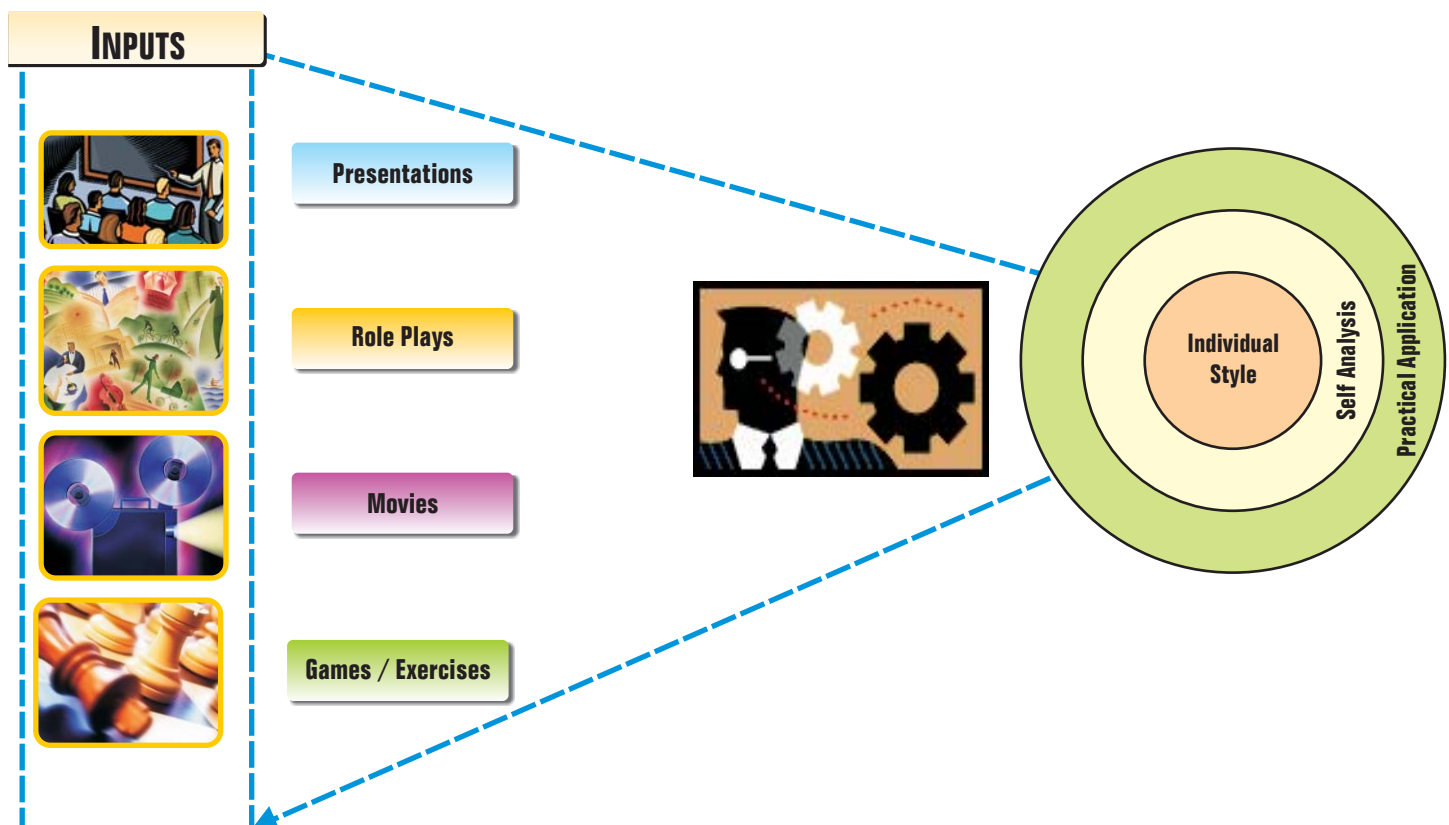 INPUTS
Presentations
Role Plays
Movies
Games / Exercises
Individual
Style
Self Analysis
Practical Application